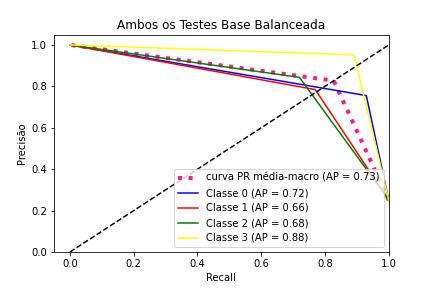 Ambos os Testes Base Balanceada
1.0
0.8
0.6
0.4
0.2
0.0
Precisão
curva PR média-macro (AP = 0.73)
Classe 0 (AP = 0.72)
Classe 1 (AP = 0.66)
Classe 2 (AP = 0.68)
Classe 3 (AP = 0.88)
0.0 0.2 0.4 0.6 0.8 1.0
Recall